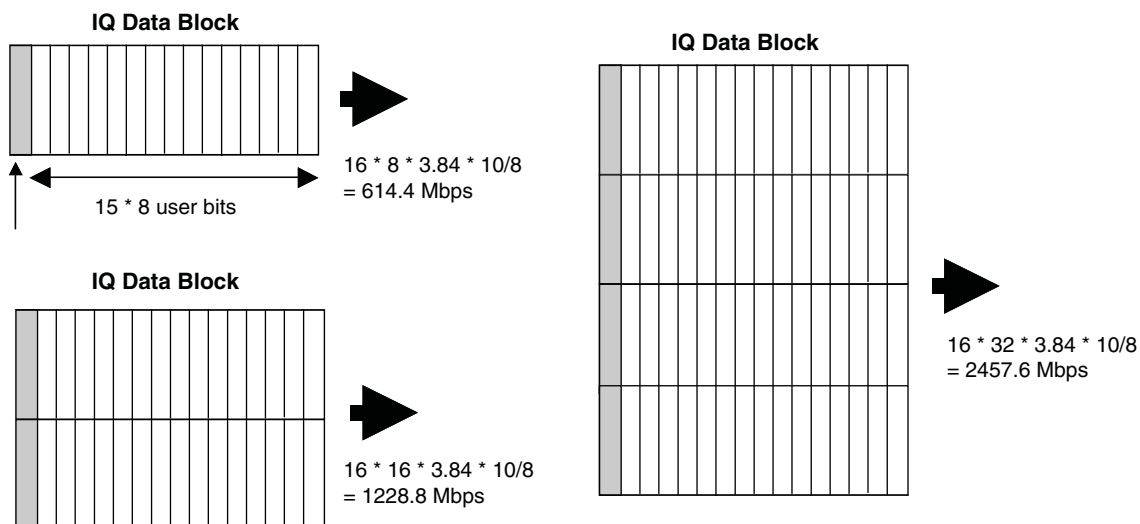 IQ Data Block
16 * 8 * 3.84 * 10/8
= 614.4 Mbps
15 * 8 user bits
IQ Data Block
16 * 16 * 3.84 * 10/8
= 1228.8 Mbps
IQ Data Block
16 * 32 * 3.84 * 10/8
= 2457.6 Mbps